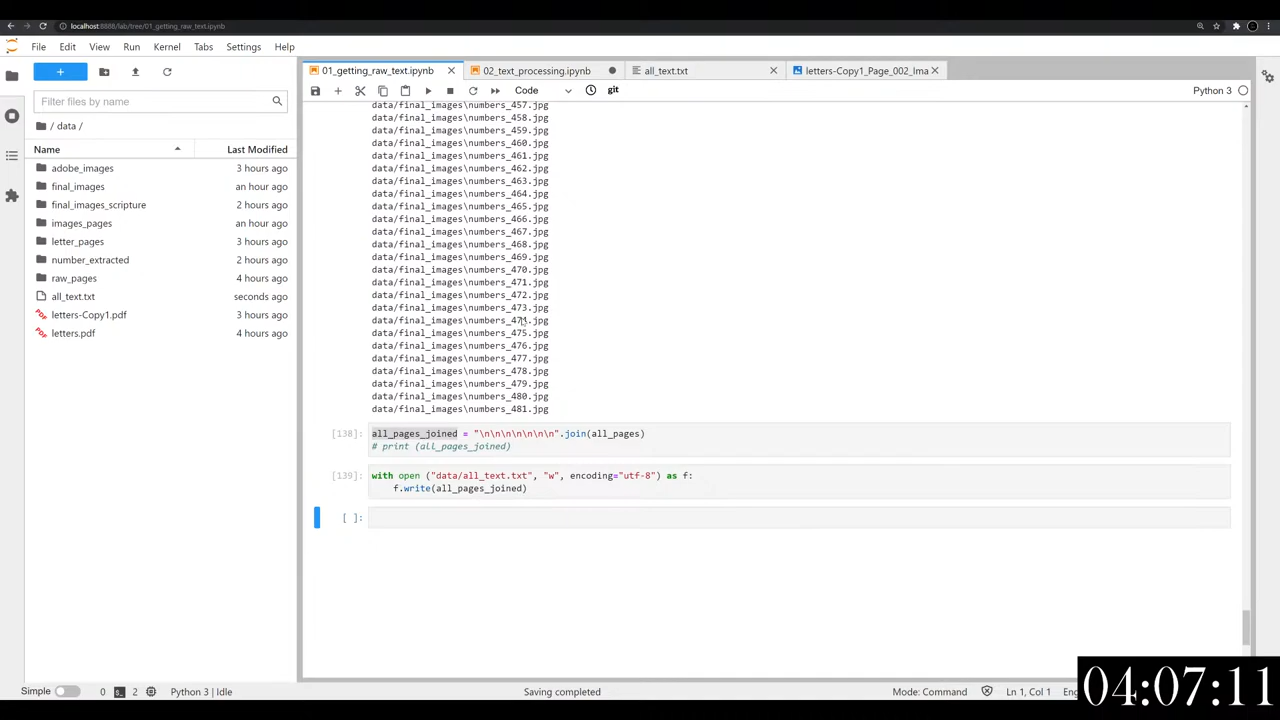 localhost:8888/lab/tree/01_getting_raw_text.ipynb
File Edit View Run Kernel Tabs Settings Help
01_getting_raw_text.ipynb
02_text_processing.ipynb
all_text.txt
letters-Copy1_Page_002_Ima
Code
git
Python 3
Filter files by name
/ data /
Name Last Modified
adobe_images 3 hours ago
final_images an hour ago
final_images_scripture 2 hours ago
images_pages an hour ago
letter_pages 3 hours ago
number_extracted 2 hours ago
raw_pages 4 hours ago
all_text.txt seconds ago
letters-Copy1.pdf 3 hours ago
letters.pdf 4 hours ago
data/final_images\numbers_457.jpg
data/final_images\numbers_458.jpg
data/final_images\numbers_459.jpg
data/final_images\numbers_460.jpg
data/final_images\numbers_461.jpg
data/final_images\numbers_462.jpg
data/final_images\numbers_463.jpg
data/final_images\numbers_464.jpg
data/final_images\numbers_465.jpg
data/final_images\numbers_466.jpg
data/final_images\numbers_467.jpg
data/final_images\numbers_468.jpg
data/final_images\numbers_469.jpg
data/final_images\numbers_470.jpg
data/final_images\numbers_471.jpg
data/final_images\numbers_472.jpg
data/final_images\numbers_473.jpg
data/final_images\numbers_474.jpg
data/final_images\numbers_475.jpg
data/final_images\numbers_476.jpg
data/final_images\numbers_477.jpg
data/final_images\numbers_478.jpg
data/final_images\numbers_479.jpg
data/final_images\numbers_480.jpg
data/final_images\numbers_481.jpg
[138]: all_pages_joined = "\n\n\n\n\n\n\n".join(all_pages)
# print (all_pages_joined)
[139]: with open ("data/all_text.txt", "w", encoding="utf-8") as f:
f.write(all_pages_joined)
[ ]:
Simple 0 2 Python 3 | Idle Saving completed Mode: Command Ln 1, Col 1 Eng
04:07:11